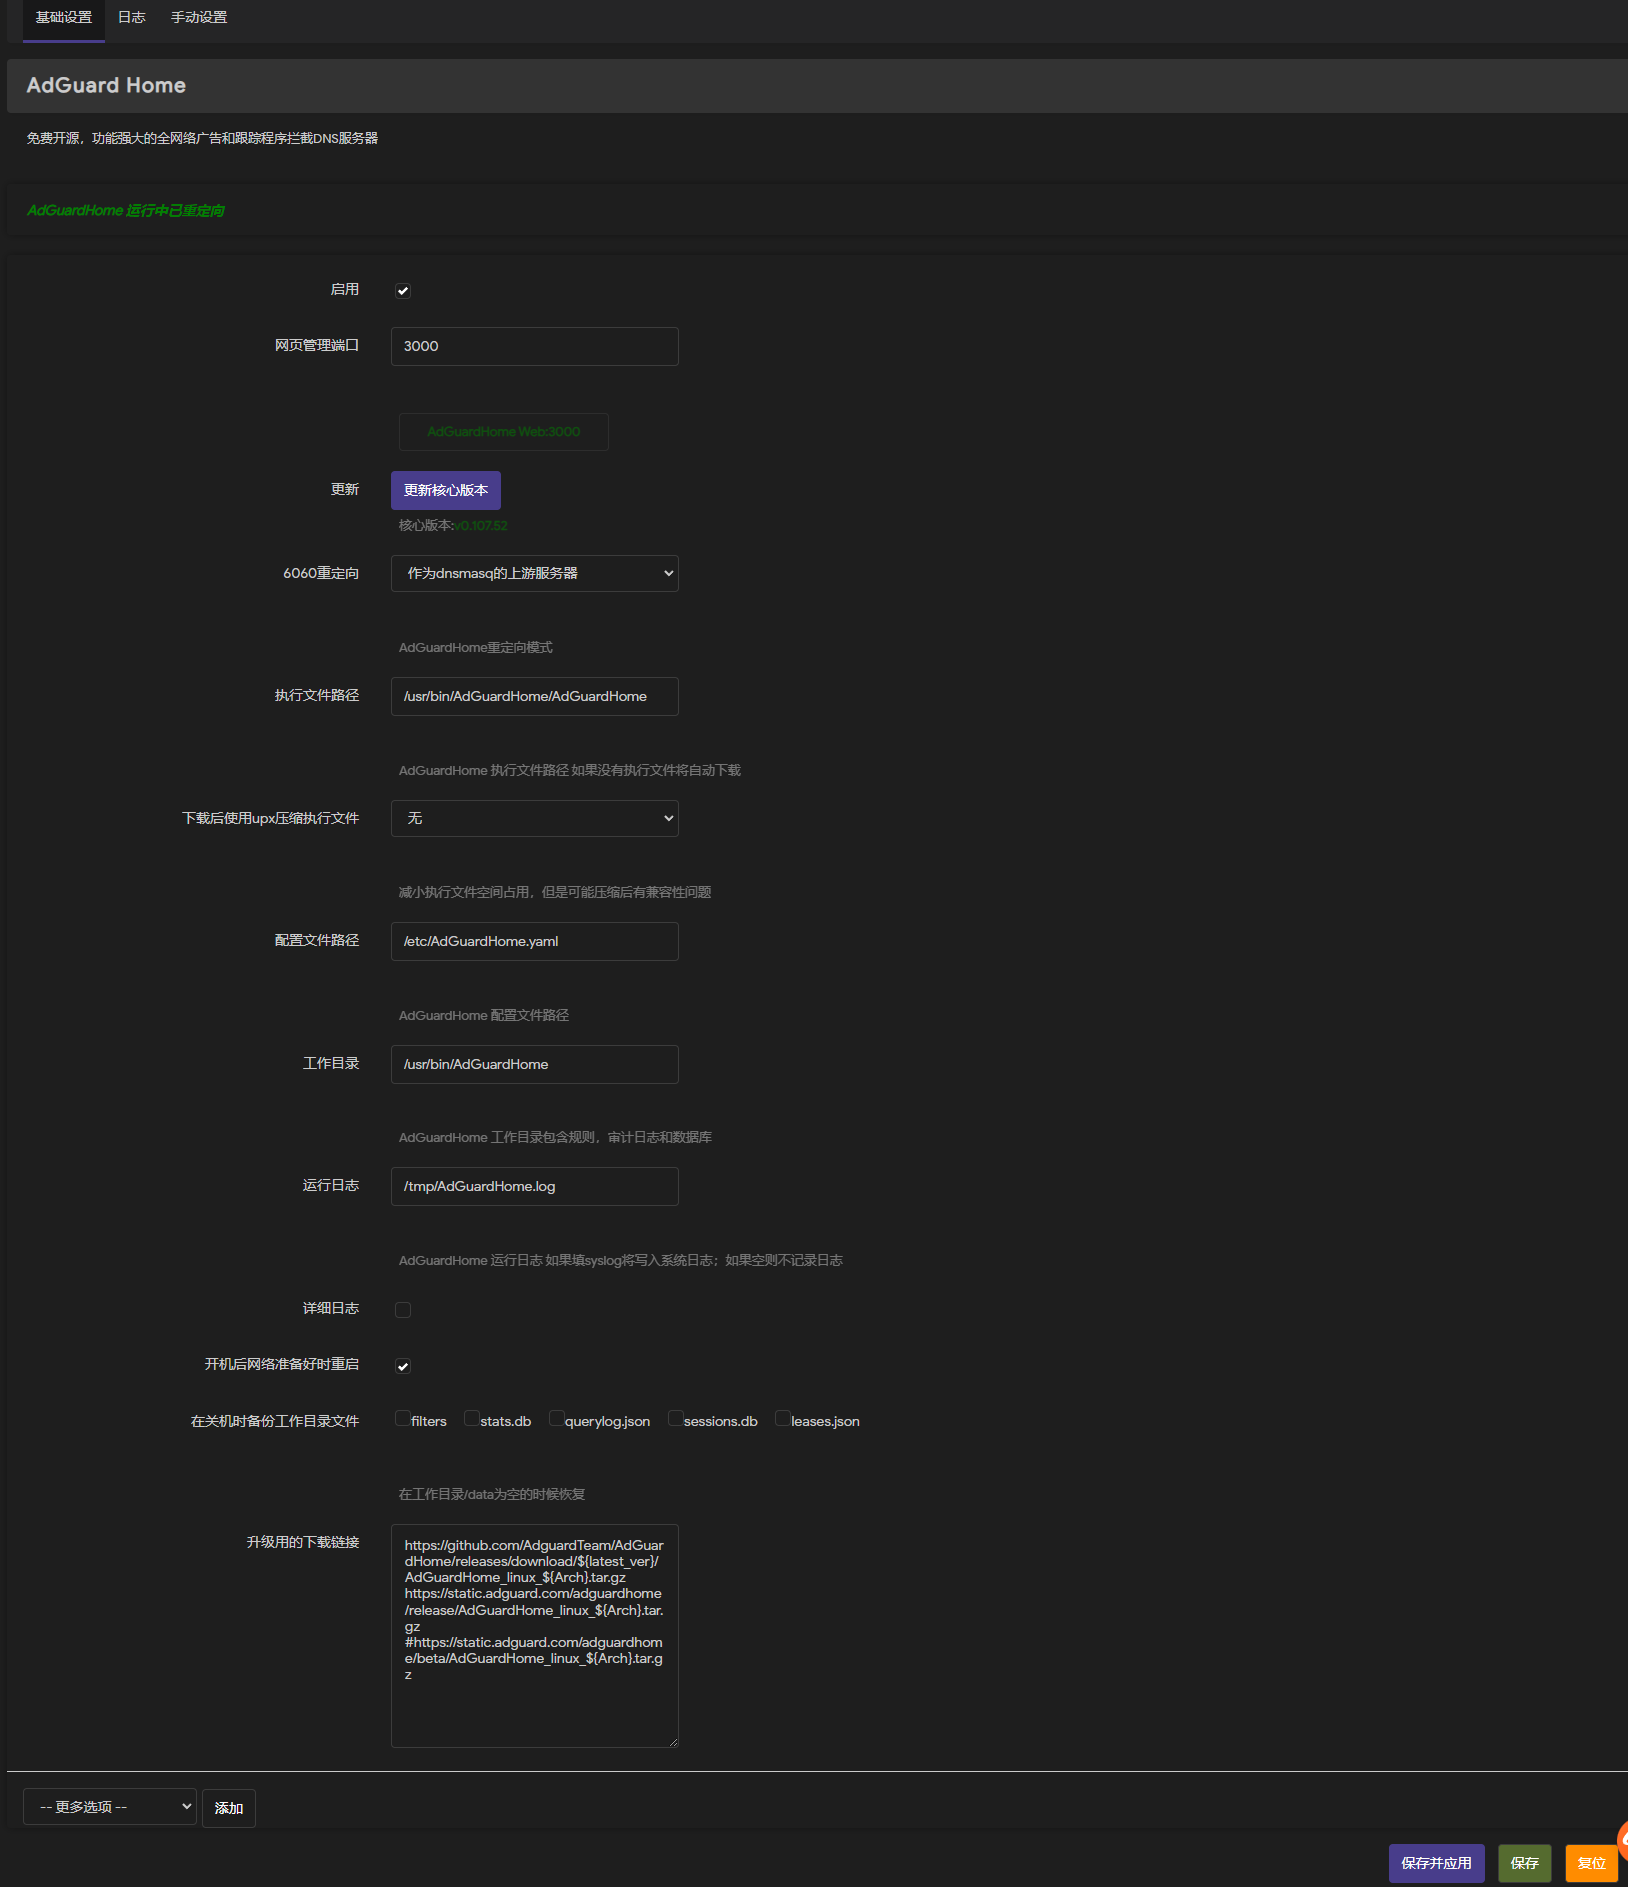 基础设置 日志 手动设置
AdGuard Home
免费开源，功能强大的全网络广告和跟踪程序拦截DNS服务器
AdGuardHome 运行中已重定向
启用
网页管理端口 3000
AdGuardHome Web:3000
更新 更新核心版本
核心版本:v0.107.52
6060重定向 作为dnsmasq的上游服务器
AdGuardHome重定向模式
执行文件路径 /usr/bin/AdGuardHome/AdGuardHome
AdGuardHome 执行文件路径 如果没有执行文件将自动下载
下载后使用upx压缩执行文件 无
减小执行文件空间占用，但是可能压缩后有兼容性问题
配置文件路径 /etc/AdGuardHome.yaml
AdGuardHome 配置文件路径
工作目录 /usr/bin/AdGuardHome
AdGuardHome 工作目录包含规则，审计日志和数据库
运行日志 /tmp/AdGuardHome.log
AdGuardHome 运行日志 如果填syslog将写入系统日志；如果空则不记录日志
详细日志
开机后网络准备好时重启
在关机时备份工作目录文件 filters stats.db querylog.json sessions.db leases.json
在工作目录/data为空的时候恢复
升级用的下载链接
https://github.com/AdguardTeam/AdGuar
dHome/releases/download/${latest_ver}/
AdGuardHome_linux_${Arch}.tar.gz
https://static.adguard.com/adguardhome
/release/AdGuardHome_linux_${Arch}.tar.
gz
#https://static.adguard.com/adguardhom
e/beta/AdGuardHome_linux_${Arch}.tar.g
z
-- 更多选项 -- 添加
保存并应用 保存 复位